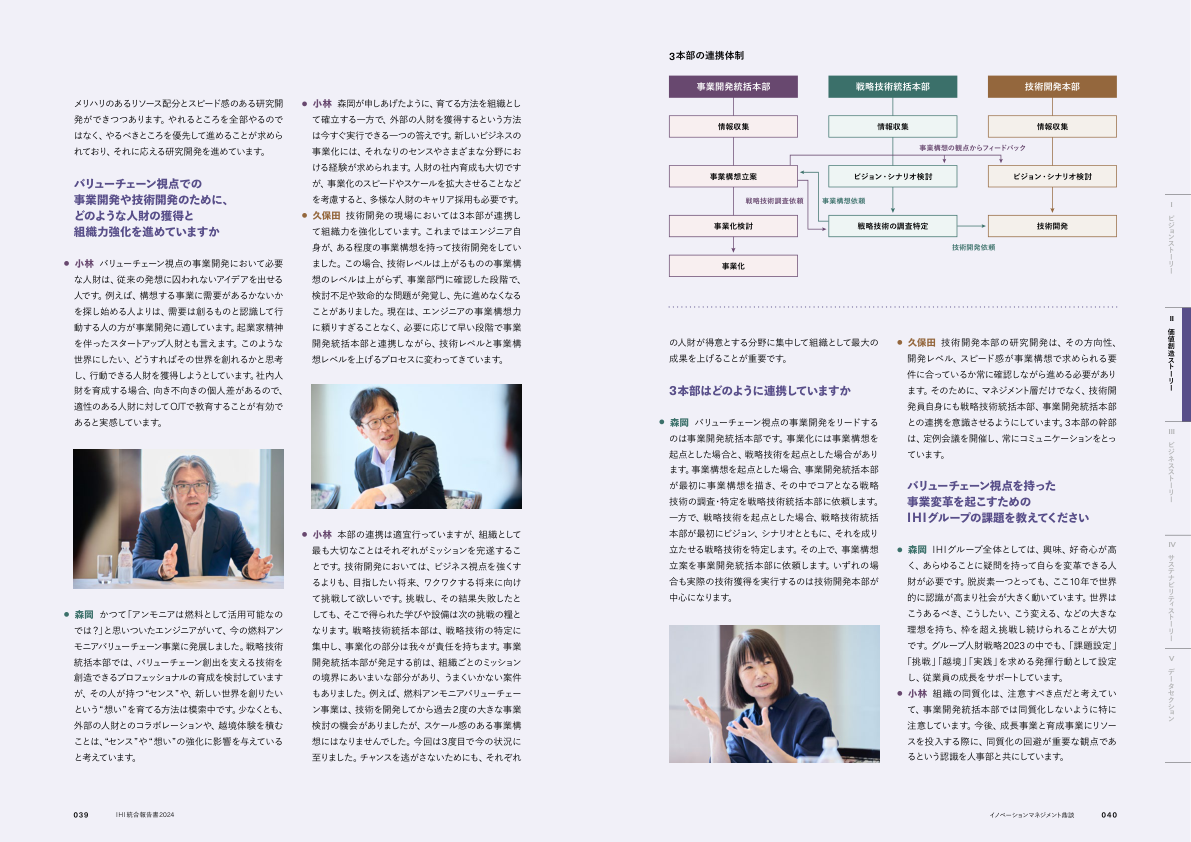 メリハリのあるリソース配分とスピード感のある研究開
発ができつつあります。やれるところを全部やるので
はなく、やるべきところを優先して進めることが求めら
れており、それに応える研究開発を進めています。
バリューチェーン視点での
事業開発や技術開発のために、
どのような人財の獲得と
組織力強化を進めていますか
● 小林 バリューチェーン視点の事業開発において必要
な人財は、従来の発想に囚われないアイデアを出せる
人です。例えば、構想する事業に需要があるかないか
を探し始める人よりは、需要は創るものと認識して行
動する人の方が事業開発に適しています。起業家精神
を伴ったスタートアップ人財とも言えます。このような
世界にしたい、どうすればその世界を創れるかと思考
し、行動できる人財を獲得しようとしています。社内人
財を育成する場合、向き不向きの個人差があるので、
適性のある人財に対してOJTで教育することが有効で
あると実感しています。
● 森岡 かつて「アンモニアは燃料として活用可能なの
では?」と思いついたエンジニアがいて、今の燃料アン
モニアバリューチェーン事業に発展しました。戦略技術
統括本部では、バリューチェーン創出を支える技術を
創造できるプロフェッショナルの育成を検討しています
が、その人が持つ“センス”や、新しい世界を創りたい
という“想い”を育てる方法は模索中です。少なくとも、
外部の人財とのコラボレーションや、越境体験を積む
ことは、“センス”や“想い”の強化に影響を与えている
と考えています。
● 小林 森岡が申しあげたように、育てる方法を組織とし
て確立する一方で、外部の人財を獲得するという方法
は今すぐ実行できる一つの答えです。新しいビジネスの
事業化には、それなりのセンスやさまざまな分野にお
ける経験が求められます。人財の社内育成も大切です
が、事業化のスピードやスケールを拡大させることなど
を考慮すると、多様な人財のキャリア採用も必要です。
● 久保田 技術開発の現場においては3本部が連携し
て組織力を強化しています。これまではエンジニア自
身が、ある程度の事業構想を持って技術開発をしてい
ました。この場合、技術レベルは上がるものの事業構
想のレベルは上がらず、事業部門に確認した段階で、
検討不足や致命的な問題が発覚し、先に進めなくなる
ことがありました。現在は、エンジニアの事業構想力
に頼りすぎることなく、必要に応じて早い段階で事業
開発統括本部と連携しながら、技術レベルと事業構
想レベルを上げるプロセスに変わってきています。
● 小林 本部の連携は適宜行っていますが、組織として
最も大切なことはそれぞれがミッションを完遂するこ
とです。技術開発においては、ビジネス視点を強くす
るよりも、目指したい将来、ワクワクする将来に向け
て挑戦して欲しいです。挑戦し、その結果失敗したと
しても、そこで得られた学びや設備は次の挑戦の糧と
なります。戦略技術統括本部は、戦略技術の特定に
集中し、事業化の部分は我々が責任を持ちます。事業
開発統括本部が発足する前は、組織ごとのミッション
の境界にあいまいな部分があり、うまくいかない案件
もありました。例えば、燃料アンモニアバリューチェー
ン事業は、技術を開発してから過去2度の大きな事業
検討の機会がありましたが、スケール感のある事業構
想にはなりませんでした。今回は3度目で今の状況に
至りました。チャンスを逃がさないためにも、それぞれ
039 IHI統合報告書2024
3本部の連携体制
事業開発統括本部 戦略技術統括本部 技術開発本部
情報収集 情報収集 情報収集
事業構想の観点からフィードバック
事業構想立案 ビジョン・シナリオ検討 ビジョン・シナリオ検討
戦略技術調査依頼 事業構想依頼
事業化検討 戦略技術の調査特定 技術開発
技術開発依頼
事業化
の人財が得意とする分野に集中して組織として最大の
成果を上げることが重要です。
3本部はどのように連携していますか
● 森岡 バリューチェーン視点の事業開発をリードする
のは事業開発統括本部です。事業化には事業構想を
起点とした場合と、戦略技術を起点とした場合があり
ます。事業構想を起点とした場合、事業開発統括本部
が最初に事業構想を描き、その中でコアとなる戦略
技術の調査・特定を戦略技術統括本部に依頼します。
一方で、戦略技術を起点とした場合、戦略技術統括
本部が最初にビジョン、シナリオとともに、それを成り
立たせる戦略技術を特定します。その上で、事業構想
立案を事業開発統括本部に依頼します。いずれの場
合も実際の技術獲得を実行するのは技術開発本部が
中心になります。
● 久保田 技術開発本部の研究開発は、その方向性、
開発レベル、スピード感が事業構想で求められる要
件に合っているか常に確認しながら進める必要があり
ます。そのために、マネジメント層だけでなく、技術開
発員自身にも戦略技術統括本部、事業開発統括本部
との連携を意識させるようにしています。3本部の幹部
は、定例会議を開催し、常にコミュニケーションをとっ
ています。
バリューチェーン視点を持った
事業変革を起こすための
IHIグループの課題を教えてください
● 森岡 IHIグループ全体としては、興味、好奇心が高
く、あらゆることに疑問を持って自らを変革できる人
財が必要です。脱炭素一つとっても、ここ10年で世界
的に認識が高まり社会が大きく動いています。世界は
こうあるべき、こうしたい、こう変える、などの大きな
理想を持ち、枠を超え挑戦し続けられることが大切
です。グループ人財戦略2023の中でも、「課題設定」
「挑戦」「越境」「実践」を求める発揮行動として設定
し、従業員の成長をサポートしています。
● 小林 組織の同質化は、注意すべき点だと考えてい
て、事業開発統括本部では同質化しないように特に
注意しています。今後、成長事業と育成事業にリソー
スを投入する際に、同質化の回避が重要な観点であ
るという認識を人事部と共にしています。
イノベーションマネジメント鼎談 040
I ビジョンストーリー
II 価値創造ストーリー
III ビジネスストーリー
IV サステナビリティストーリー
V データセクション